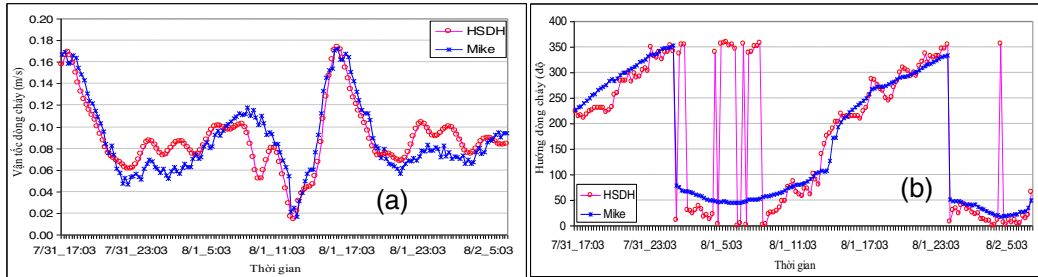 0.20
0.18
0.16
0.14
0.12
0.10
0.08
0.06
0.04
0.02
0.00
Vận tốc dòng chảy (m/s)
HSDH
Mike
(a)
7/31_17:03 7/31_23:03 8/1_5:03 8/1_11:03 8/1_17:03 8/1_23:03 8/2_5:03
Thời gian
400
350
300
250
200
150
100
50
0
Hướng dòng chảy (độ)
HSDH
Mike
(b)
7/31_17:03 7/31_23:03 8/1_5:03 8/1_11:03 8/1_17:03 8/1_23:03 8/2_5:03
Thời gian